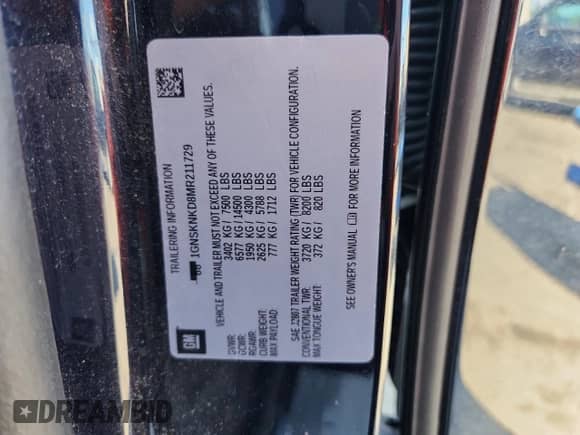 TRAILERING INFORMATION
1GNSKNKD8MR211729
VEHICLE AND TRAILER MUST NOT EXCEED ANY OF THESE VALUES.
GVWR: 3402 KG / 7500 LBS
GCWR: 6577 KG / 14500 LBS
RGAWR: 1950 KG / 4300 LBS
CURB WEIGHT: 2625 KG / 5788 LBS
MAX PAYLOAD: 777 KG / 1712 LBS
SAE J2807 TRAILER WEIGHT RATING (TWR) FOR VEHICLE CONFIGURATION.
CONVENTIONAL TWR: 3720 KG / 8200 LBS
MAX TONGUE WEIGHT: 372 KG / 820 LBS
SEE OWNER'S MANUAL FOR MORE INFORMATION
GM
DREAMBID